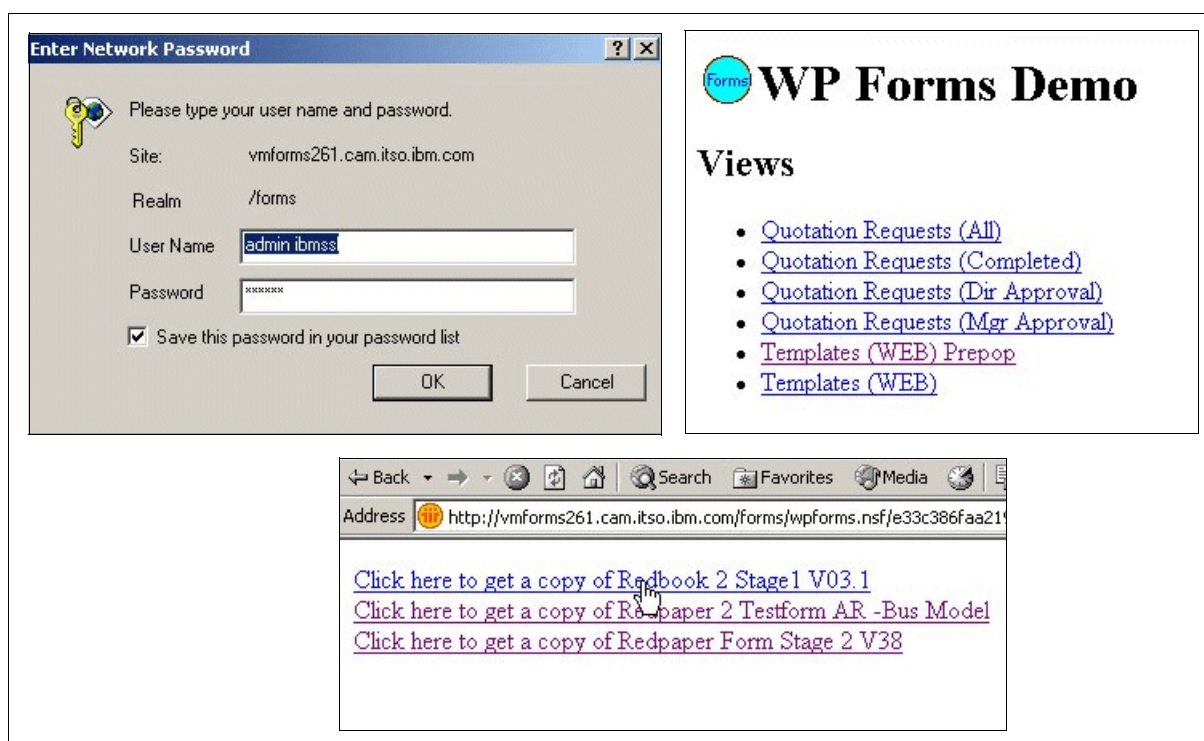 Enter Network Password
Please type your user name and password.
Site: vmforms261.cam.itso.ibm.com
Realm /forms
User Name admin ibmssl
Password ******
Save this password in your password list
OK Cancel
Forms WP Forms Demo
Views
Quotation Requests (All)
Quotation Requests (Completed)
Quotation Requests (Dir Approval)
Quotation Requests (Mgr Approval)
Templates (WEB) Prepop
Templates (WEB)
Back Search Favorites Media
Address http://vmforms261.cam.itso.ibm.com/forms/wpforms.nsf/e33c386faa219
Click here to get a copy of Redbook 2 Stage1 V03.1
Click here to get a copy of Redpaper 2 Testform AR -Bus Model
Click here to get a copy of Redpaper Form Stage 2 V38